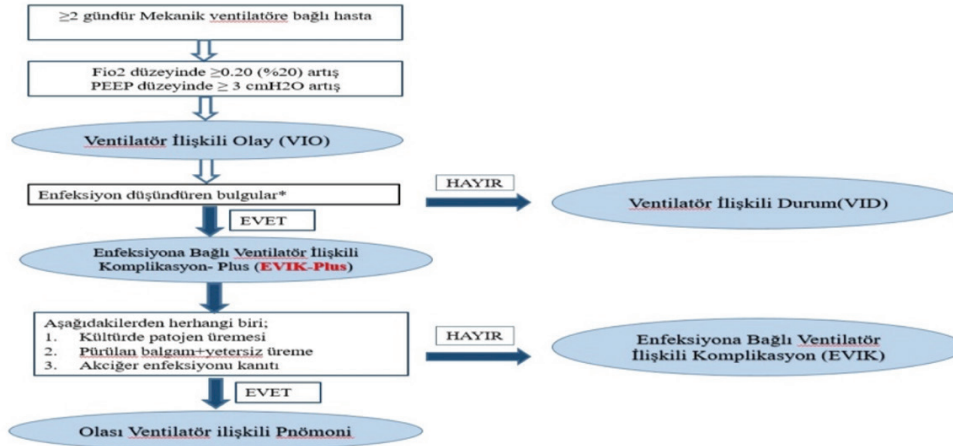 ≥2 gündür Mekanik ventilatöre bağlı hasta
Fio2 düzeyinde ≥0.20 (%20) artış
PEEP düzeyinde ≥ 3 cmH2O artış
Ventilatör İlişkili Olay (VIO)
Enfeksiyon düşündüren bulgular*
HAYIR
Ventilatör İlişkili Durum(VID)
EVET
Enfeksiyona Bağlı Ventilatör İlişkili
Komplikasyon- Plus (EVIK-Plus)
Aşağıdakilerden herhangi biri;
1. Kültürde patojen üremesi
2. Pürülan balgam+yetersiz üreme
3. Akciğer enfeksiyonu kanıtı
HAYIR
Enfeksiyona Bağlı Ventilatör
İlişkili Komplikasyon (EVIK)
EVET
Olası Ventilatör ilişkili Pnömoni